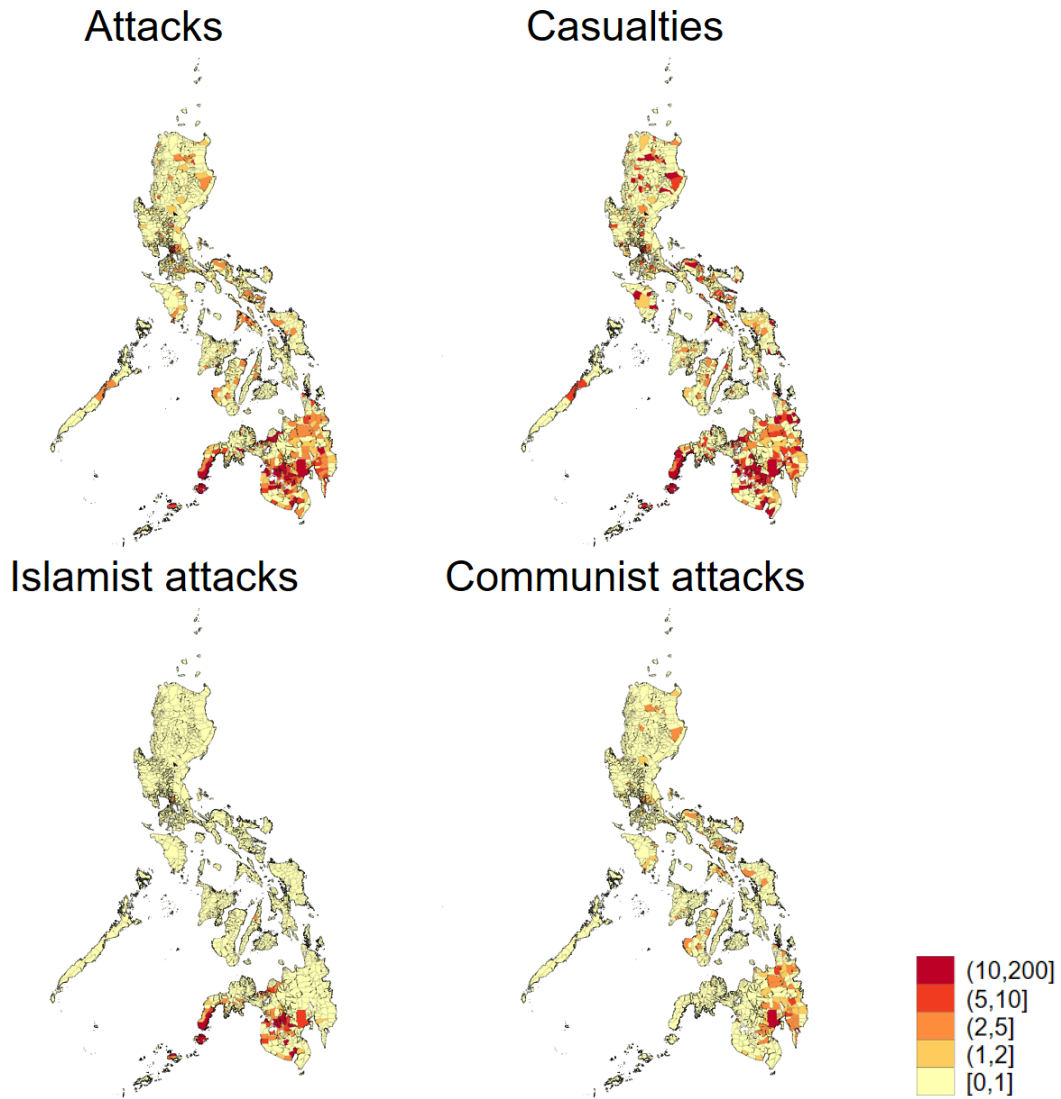 Attacks
Casualties
Islamist attacks
Communist attacks
(10,200]
(5,10]
(2,5]
(1,2]
[0,1]